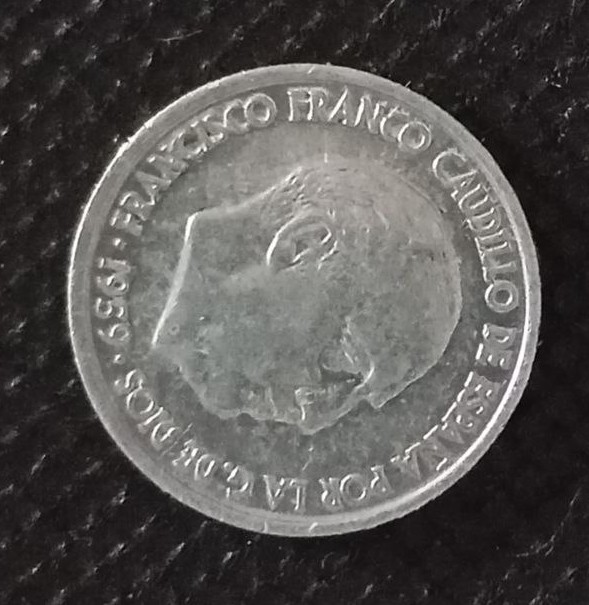 1959 · FRANCISCO FRANCO CAUDILLO DE ESPAÑA POR LA G. DE DIOS ·